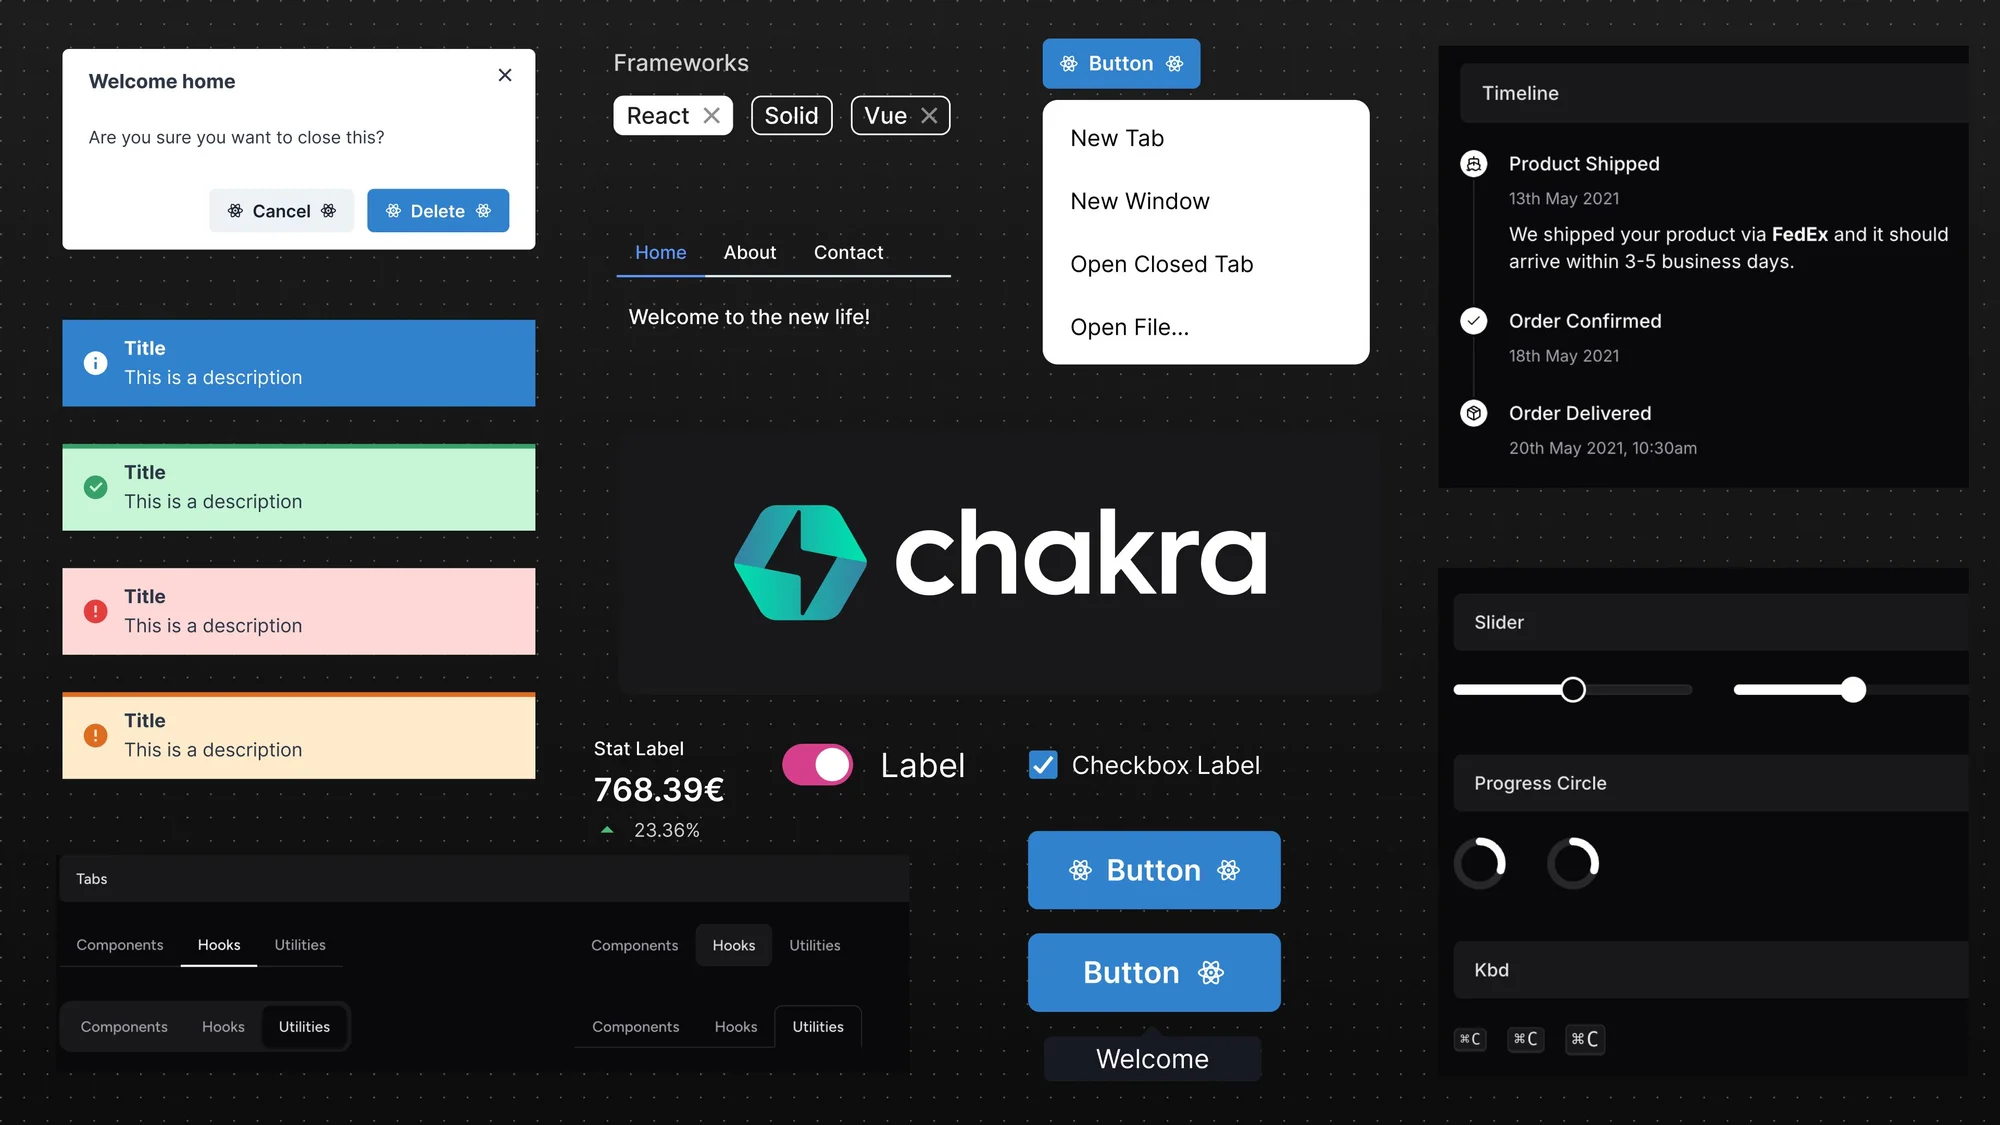 Welcome home
Are you sure you want to close this?
Cancel
Delete
Title
This is a description
Title
This is a description
Title
This is a description
Title
This is a description
Frameworks
React
Solid
Vue
Home About Contact
Welcome to the new life!
Button
New Tab
New Window
Open Closed Tab
Open File...
chakra
Stat Label
768.39€
23.36%
Label
Checkbox Label
Button
Button
Welcome
Tabs
Components Hooks Utilities
Components Hooks Utilities
Components Hooks Utilities
Components Hooks Utilities
Timeline
Product Shipped
13th May 2021
We shipped your product via FedEx and it should
arrive within 3-5 business days.
Order Confirmed
18th May 2021
Order Delivered
20th May 2021, 10:30am
Slider
Progress Circle
Kbd
⌘C ⌘C ⌘C